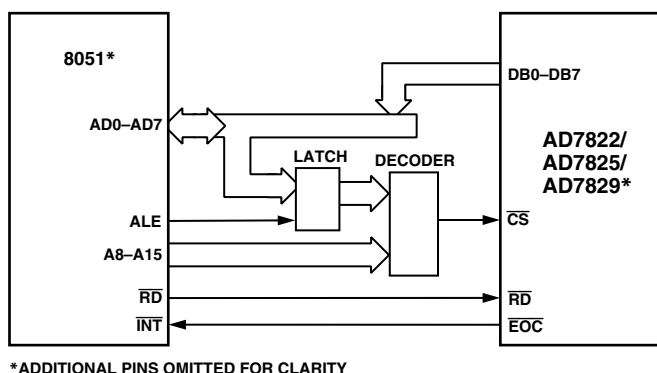 8051*
AD0–AD7
ALE
A8–A15
RD
INT
LATCH
DECODER
DB0–DB7
AD7822/
AD7825/
AD7829*
CS
RD
EOC
*ADDITIONAL PINS OMITTED FOR CLARITY